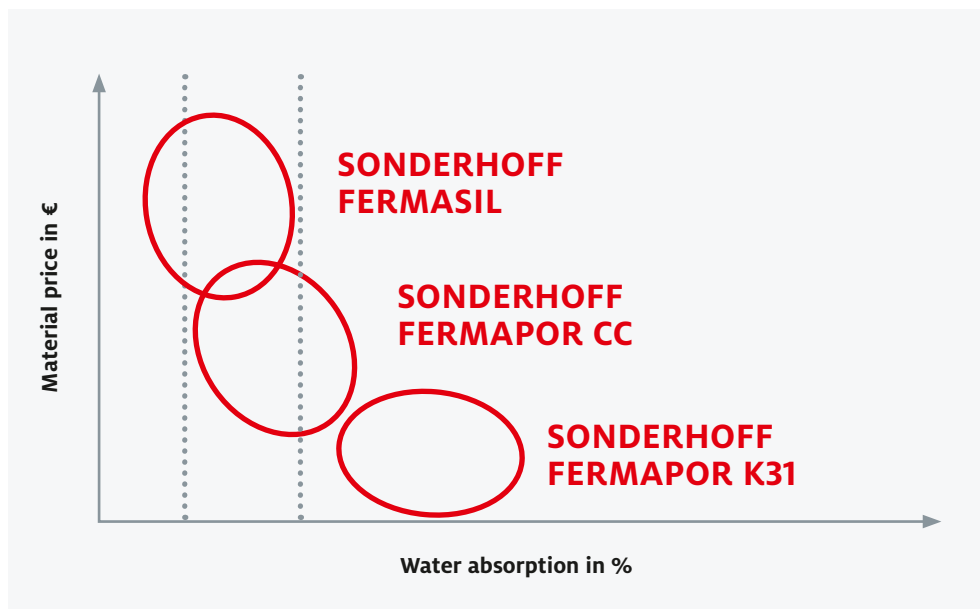 SONDERHOFF
FERMASIL
SONDERHOFF
FERMAPOR CC
SONDERHOFF
FERMAPOR K31
Material price in €
Water absorption in %